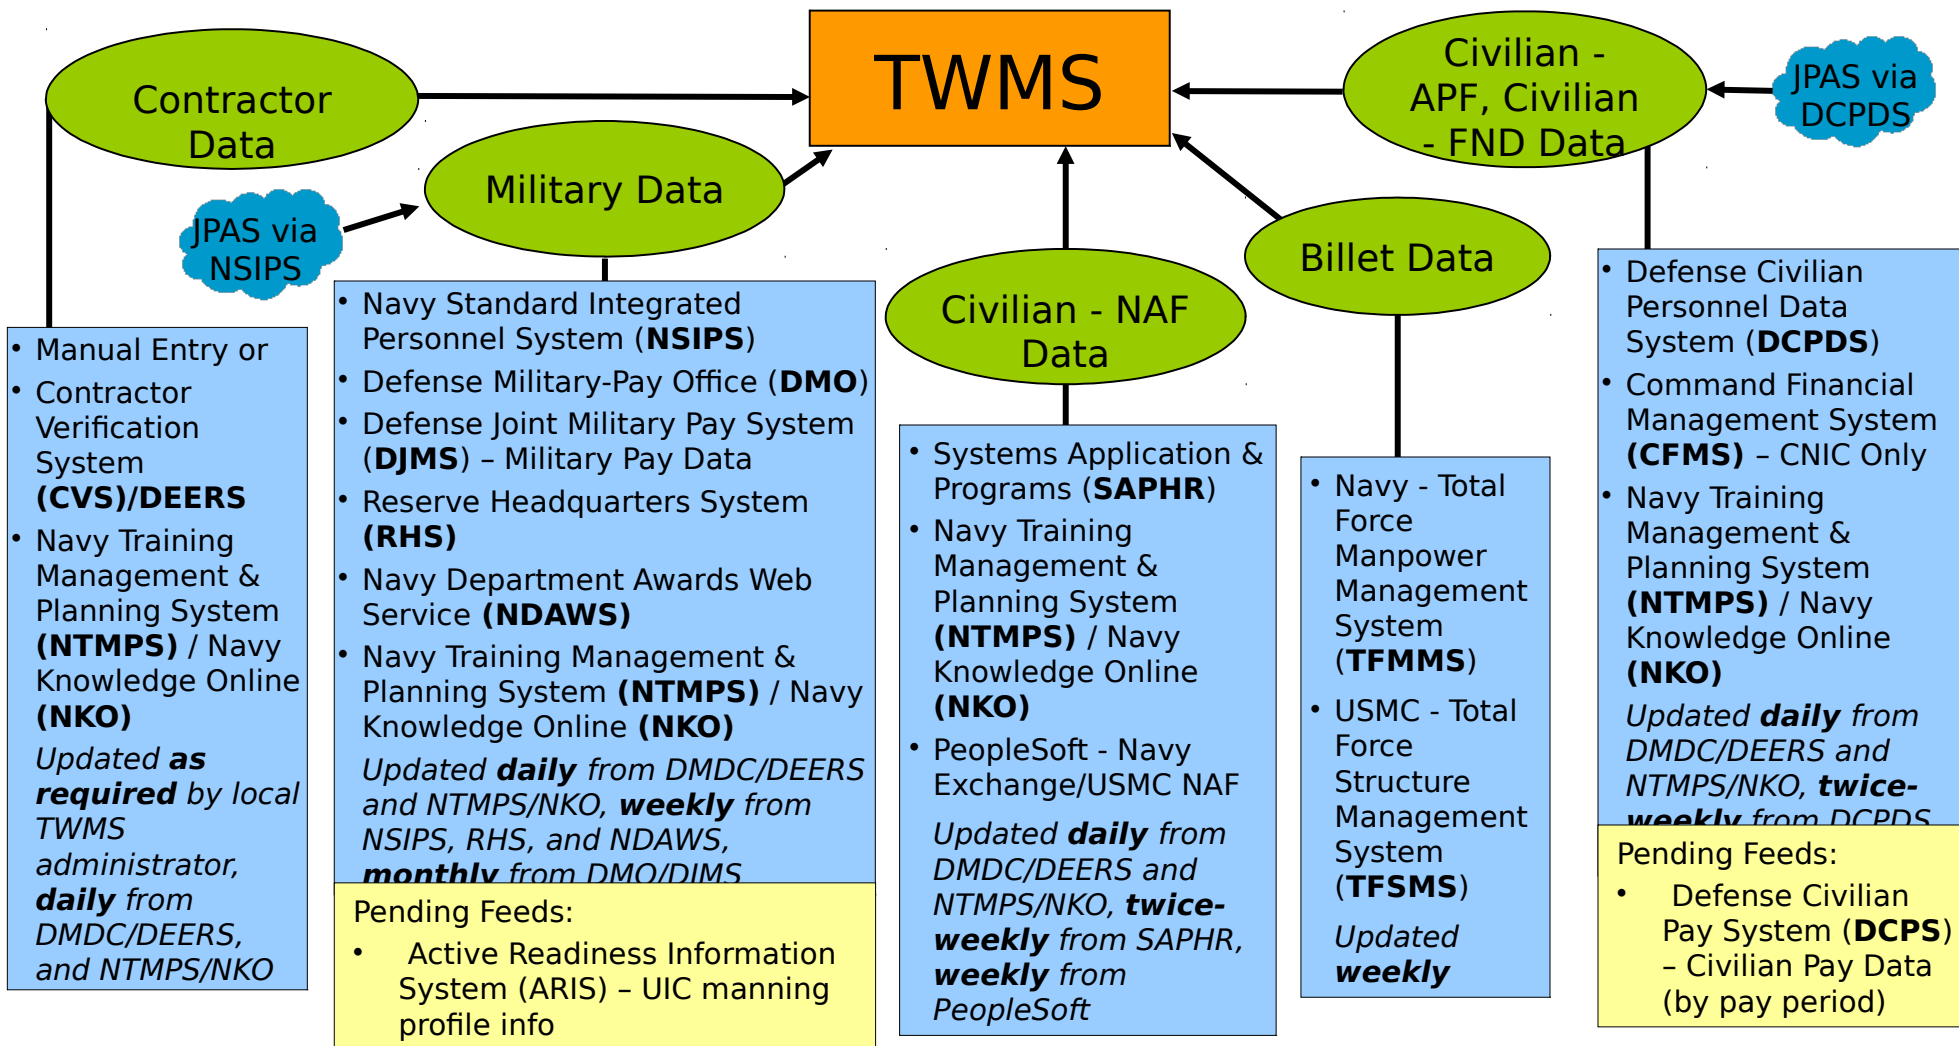 TWMS
Contractor
Data
Military Data
Civilian -
APF, Civilian
- FND Data
JPAS via
DCPDS
JPAS via
NSIPS
Civilian - NAF
Data
Billet Data
• Manual Entry or
• Contractor
Verification
System
(CVS)/DEERS
• Navy Training
Management &
Planning System
(NTMPS) / Navy
Knowledge Online
(NKO)
Updated as
required by local
TWMS
administrator,
daily from
DMDC/DEERS,
and NTMPS/NKO
• Navy Standard Integrated
Personnel System (NSIPS)
• Defense Military-Pay Office (DMO)
• Defense Joint Military Pay System
(DJMS) – Military Pay Data
• Reserve Headquarters System
(RHS)
• Navy Department Awards Web
Service (NDAWS)
• Navy Training Management &
Planning System (NTMPS) / Navy
Knowledge Online (NKO)
Updated daily from DMDC/DEERS
and NTMPS/NKO, weekly from
NSIPS, RHS, and NDAWS,
monthly from DMO/DJMS
Pending Feeds:
• Active Readiness Information
System (ARIS) – UIC manning
profile info
• Systems Application &
Programs (SAPHR)
• Navy Training
Management &
Planning System
(NTMPS) / Navy
Knowledge Online
(NKO)
• PeopleSoft - Navy
Exchange/USMC NAF
Updated daily from
DMDC/DEERS and
NTMPS/NKO, twice-
weekly from SAPHR,
weekly from
PeopleSoft
• Navy - Total
Force
Manpower
Management
System
(TFMMS)
• USMC - Total
Force
Structure
Management
System
(TFSMS)
Updated
weekly
• Defense Civilian
Personnel Data
System (DCPDS)
• Command Financial
Management System
(CFMS) – CNIC Only
• Navy Training
Management &
Planning System
(NTMPS) / Navy
Knowledge Online
(NKO)
Updated daily from
DMDC/DEERS and
NTMPS/NKO, twice-
weekly from DCPDS
Pending Feeds:
• Defense Civilian
Pay System (DCPS)
– Civilian Pay Data
(by pay period)